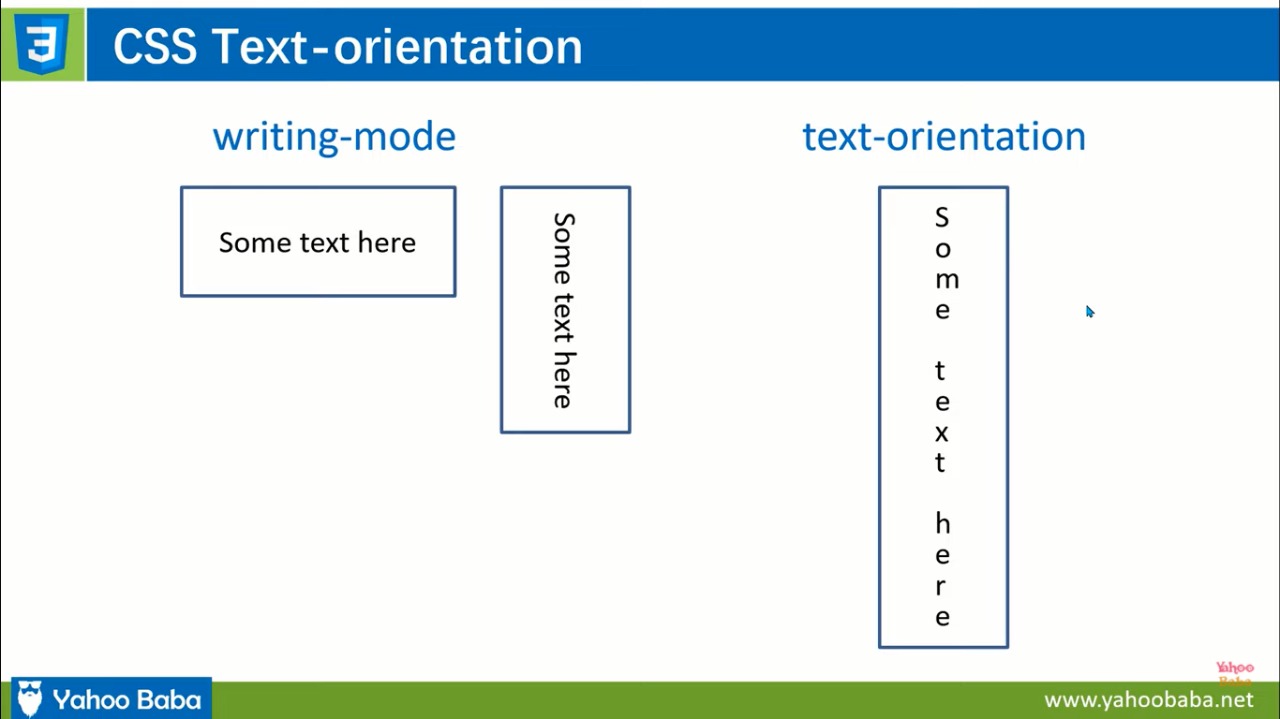 3
CSS Text-orientation
writing-mode
text-orientation
Some text here
Some text here
S
o
m
e
t
e
x
t
h
e
r
e
Yahoo
Baba
Yahoo Baba
www.yahoobaba.net